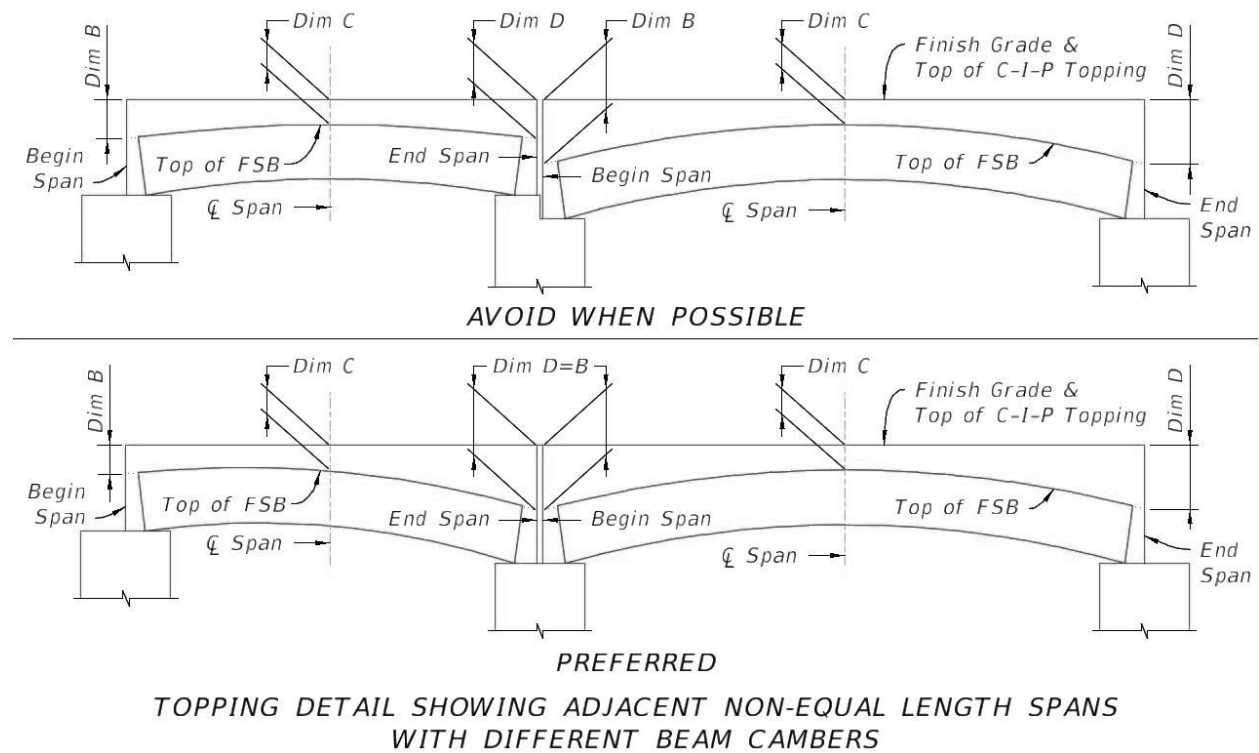 Dim C
Dim D
Dim B
Dim C
Dim B
Finish Grade &
Top of C-I-P Topping
Dim D
Begin
Span
Top of FSB
End Span
Begin Span
Top of FSB
℄ Span
℄ Span
End
Span
AVOID WHEN POSSIBLE
Dim C
Dim D=B
Dim C
Dim B
Finish Grade &
Top of C-I-P Topping
Dim D
Begin
Span
Top of FSB
End Span
Begin Span
Top of FSB
℄ Span
℄ Span
End
Span
PREFERRED
TOPPING DETAIL SHOWING ADJACENT NON-EQUAL LENGTH SPANS
WITH DIFFERENT BEAM CAMBERS